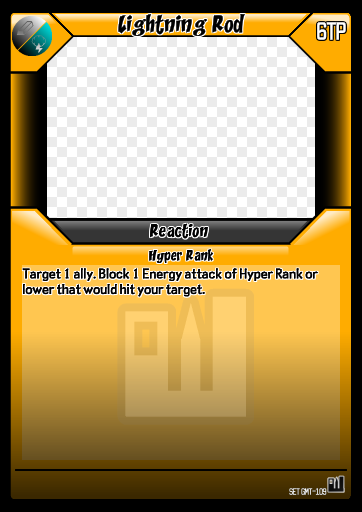 Lightning Rod
6TP
Reaction
Hyper Rank
Target 1 ally. Block 1 Energy attack of Hyper Rank or
lower that would hit your target.
SET GMT-109